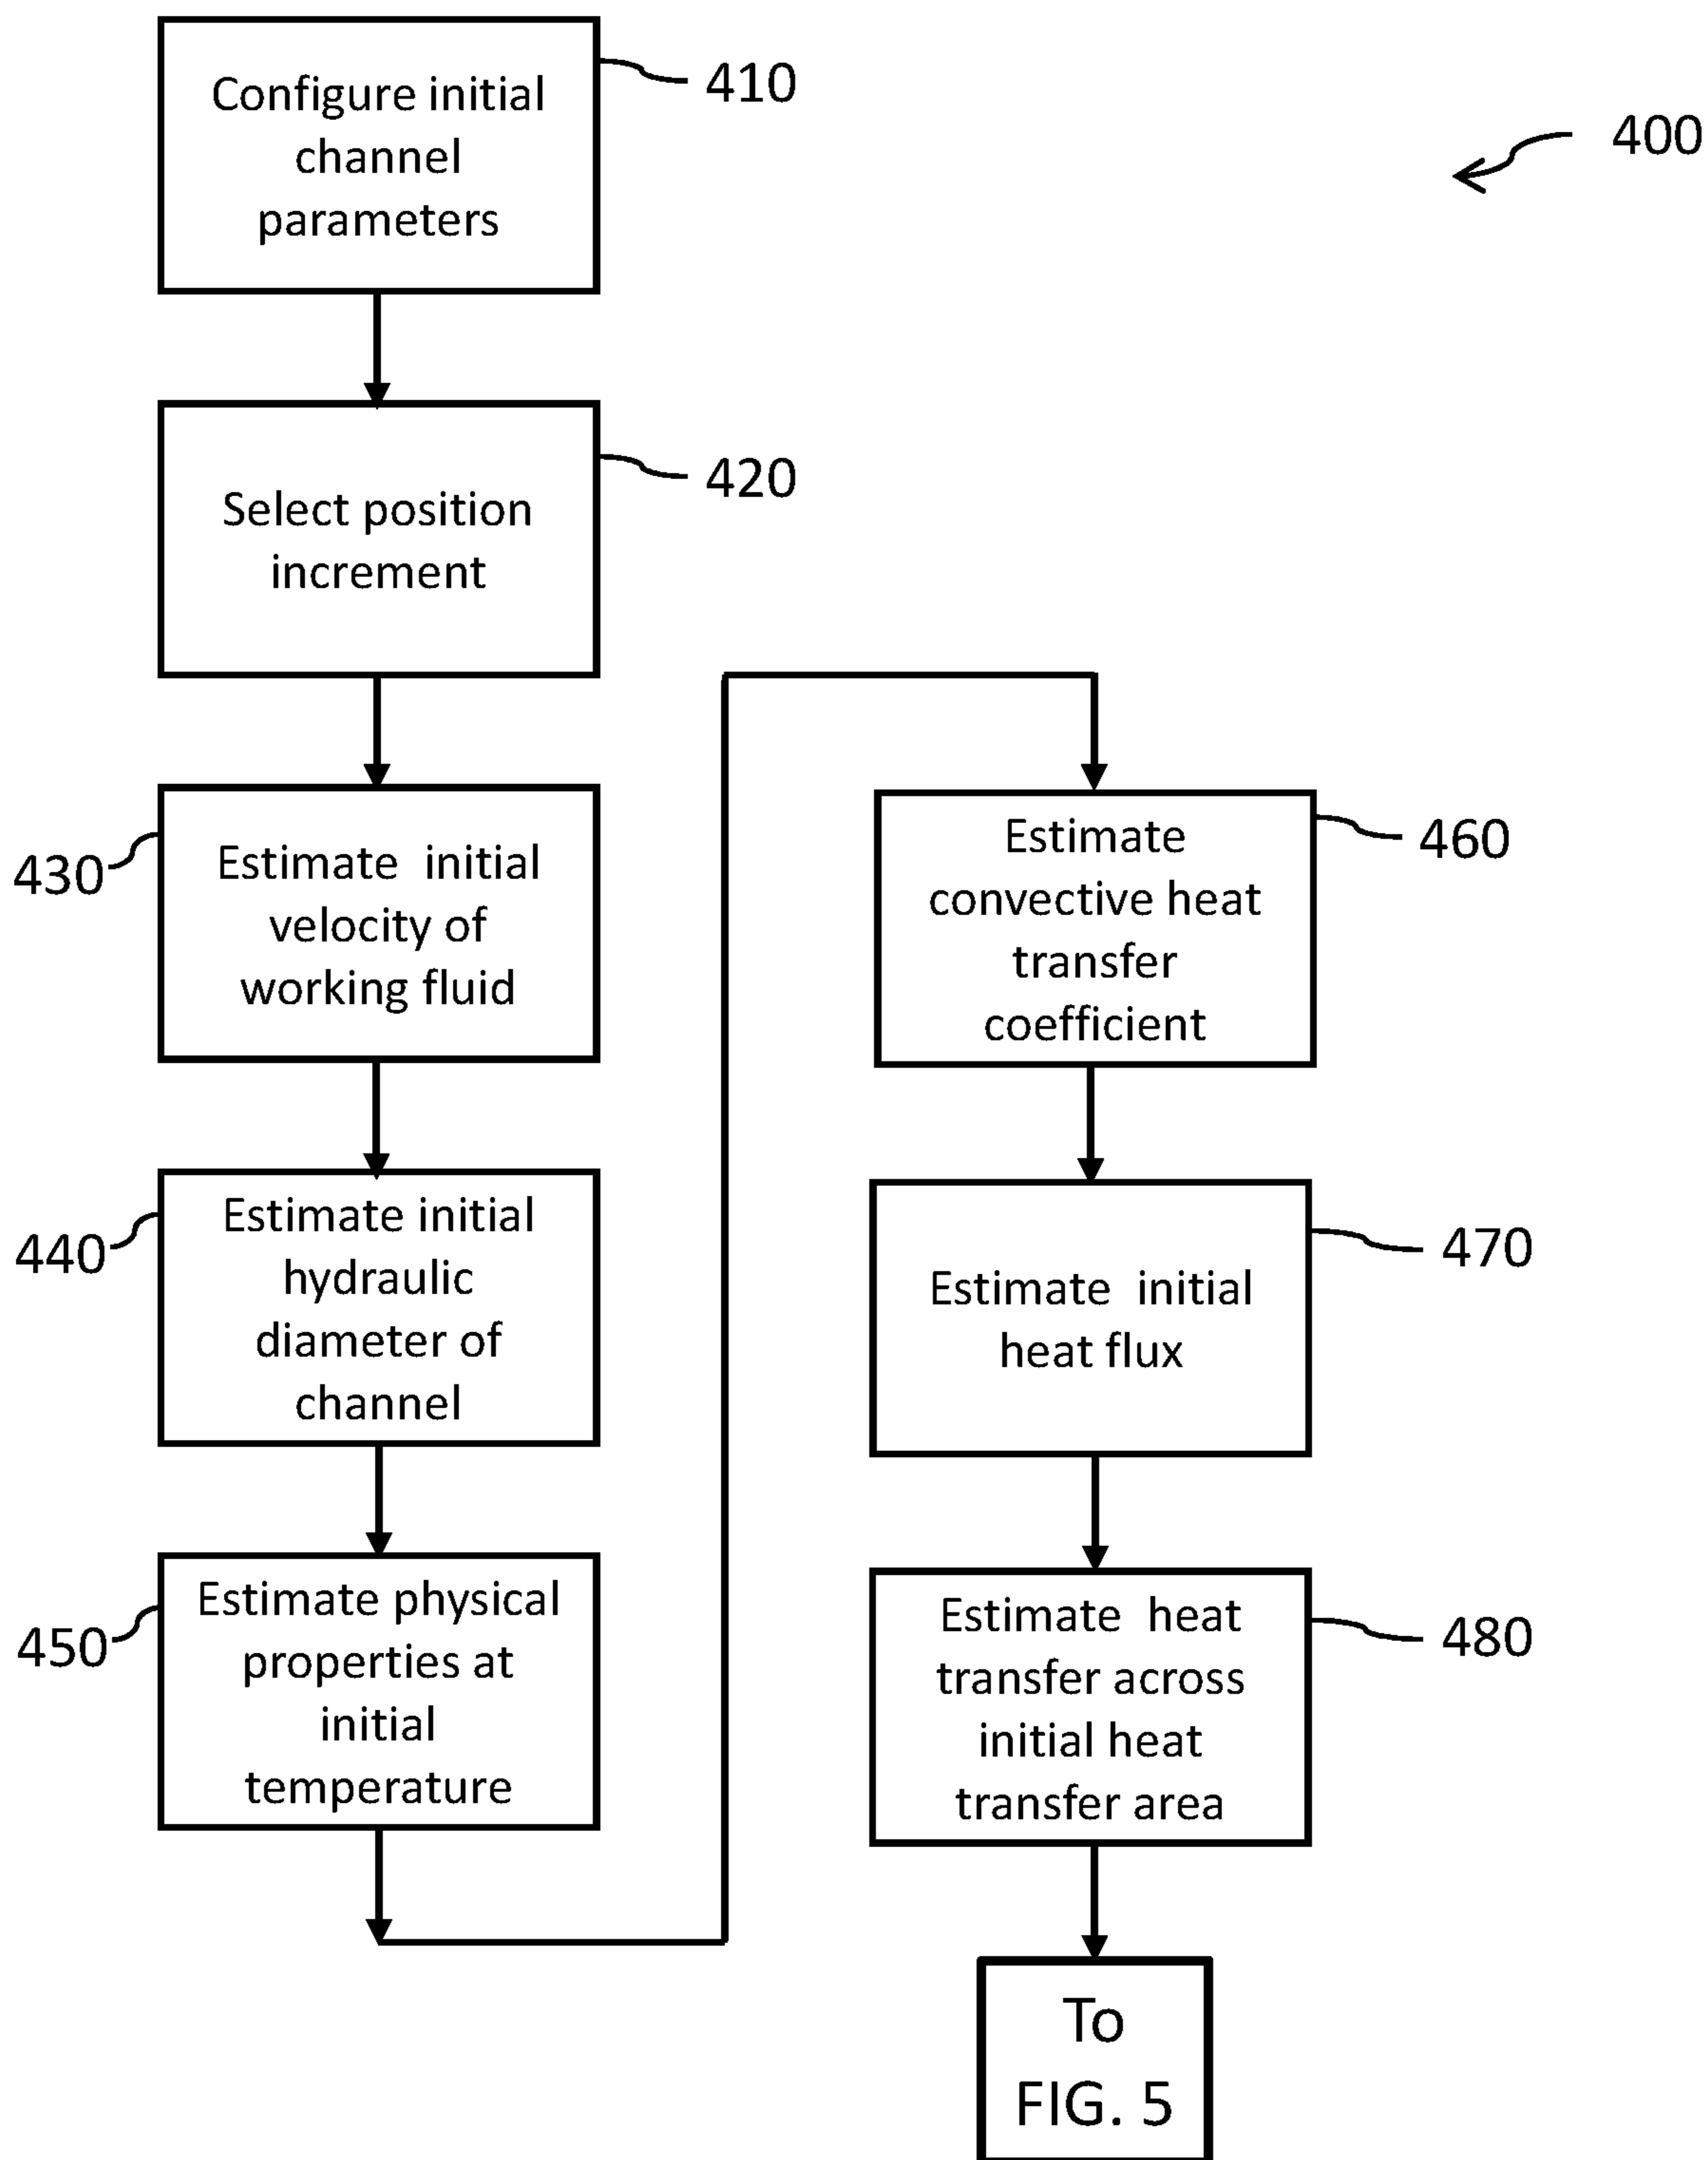 Configure initial
channel
parameters
410
400
Select position
increment
420
430
Estimate initial
velocity of
working fluid
440
Estimate initial
hydraulic
diameter of
channel
450
Estimate physical
properties at
initial
temperature
Estimate
convective heat
transfer
coefficient
460
Estimate initial
heat flux
470
Estimate heat
transfer across
initial heat
transfer area
480
To
FIG. 5